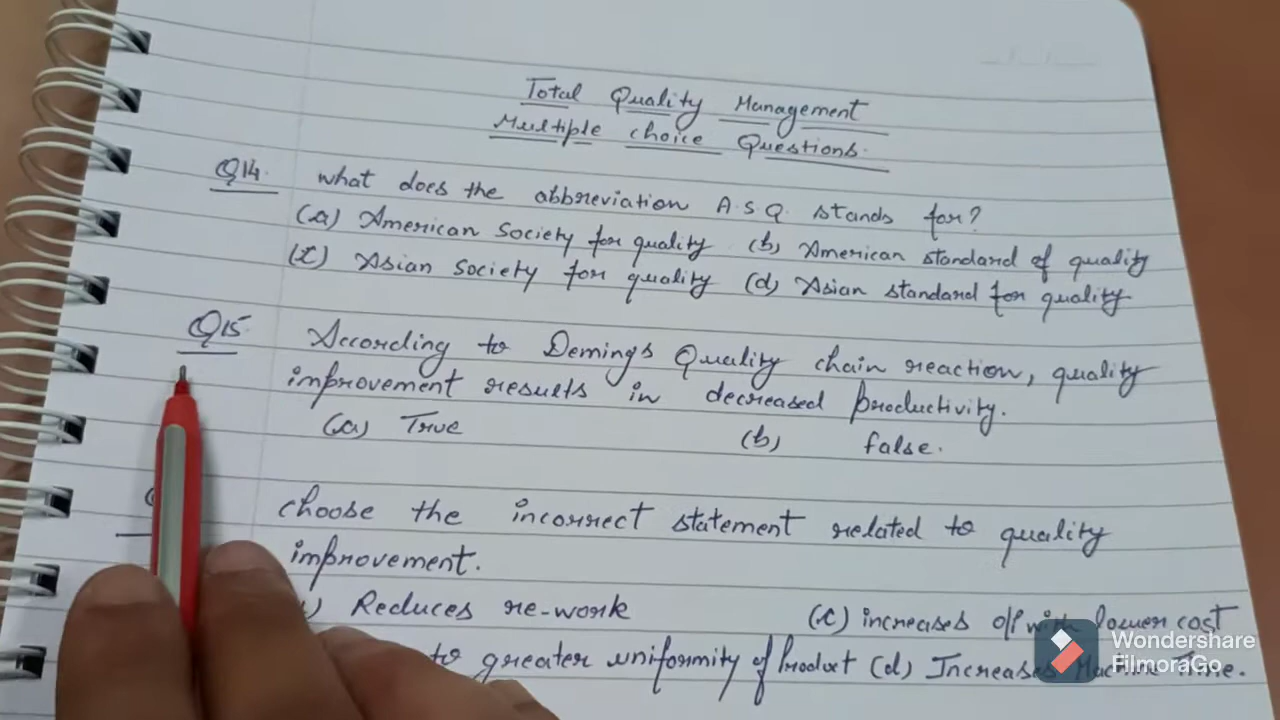 Total Quality Management
Multiple choice Questions.
Q14. what does the abbreviation A.S.Q. stands for?
(a) American Society for quality (b) American standard of quality
(c) Asian Society for quality (d) Asian standard for quality
Q15. According to Demings Quality chain reaction, quality
improvement results in decreased productivity.
(a) True (b) false.
choose the incorrect statement related to quality
improvement.
Reduces re-work (c) increases o/p with lower cost
to greater uniformity of Product (d) Increases Machine Time.
Wondershare
FilmoraGo